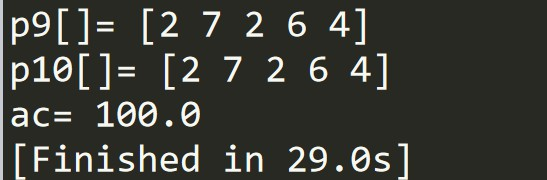 p9[]= [2 7 2 6 4]
p10[]= [2 7 2 6 4]
ac= 100.0
[Finished in 29.0s]